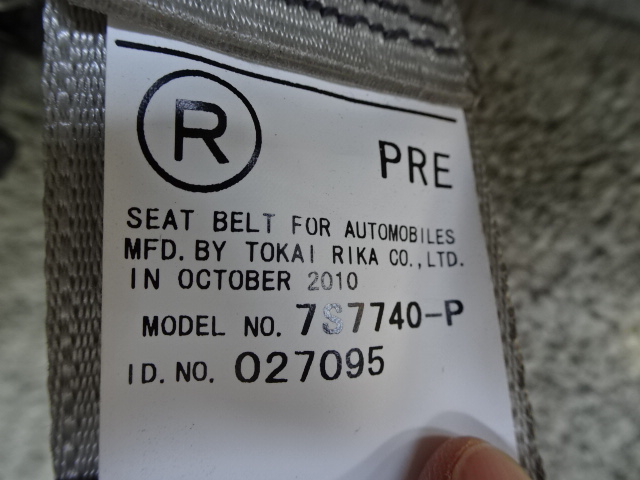 R
PRE
SEAT BELT FOR AUTOMOBILES
MFD. BY TOKAI RIKA CO., LTD.
IN OCTOBER 2010
MODEL NO. 7S7740-P
ID. NO. 027095